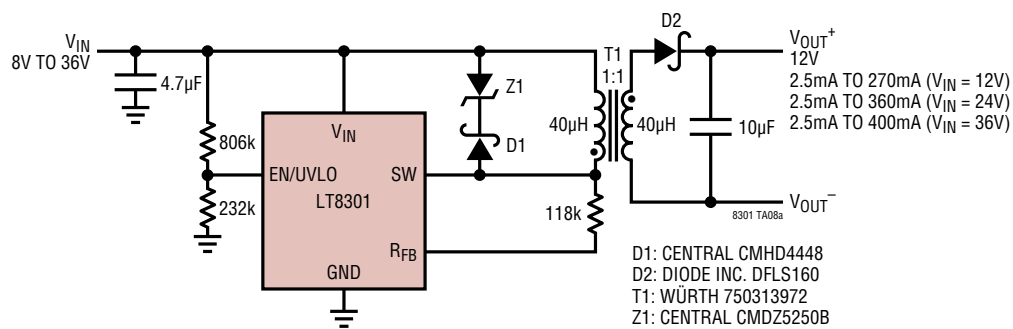 D2
V_IN
8V TO 36V
4.7µF
806k
232k
V_IN
EN/UVLO
SW
LT8301
R_FB
GND
Z1
D1
T1
1:1
40µH
40µH
118k
10µF
V_OUT+
12V
2.5mA TO 270mA (V_IN = 12V)
2.5mA TO 360mA (V_IN = 24V)
2.5mA TO 400mA (V_IN = 36V)
V_OUT–
8301 TA08a
D1: CENTRAL CMHD4448
D2: DIODE INC. DFLS160
T1: WÜRTH 750313972
Z1: CENTRAL CMDZ5250B